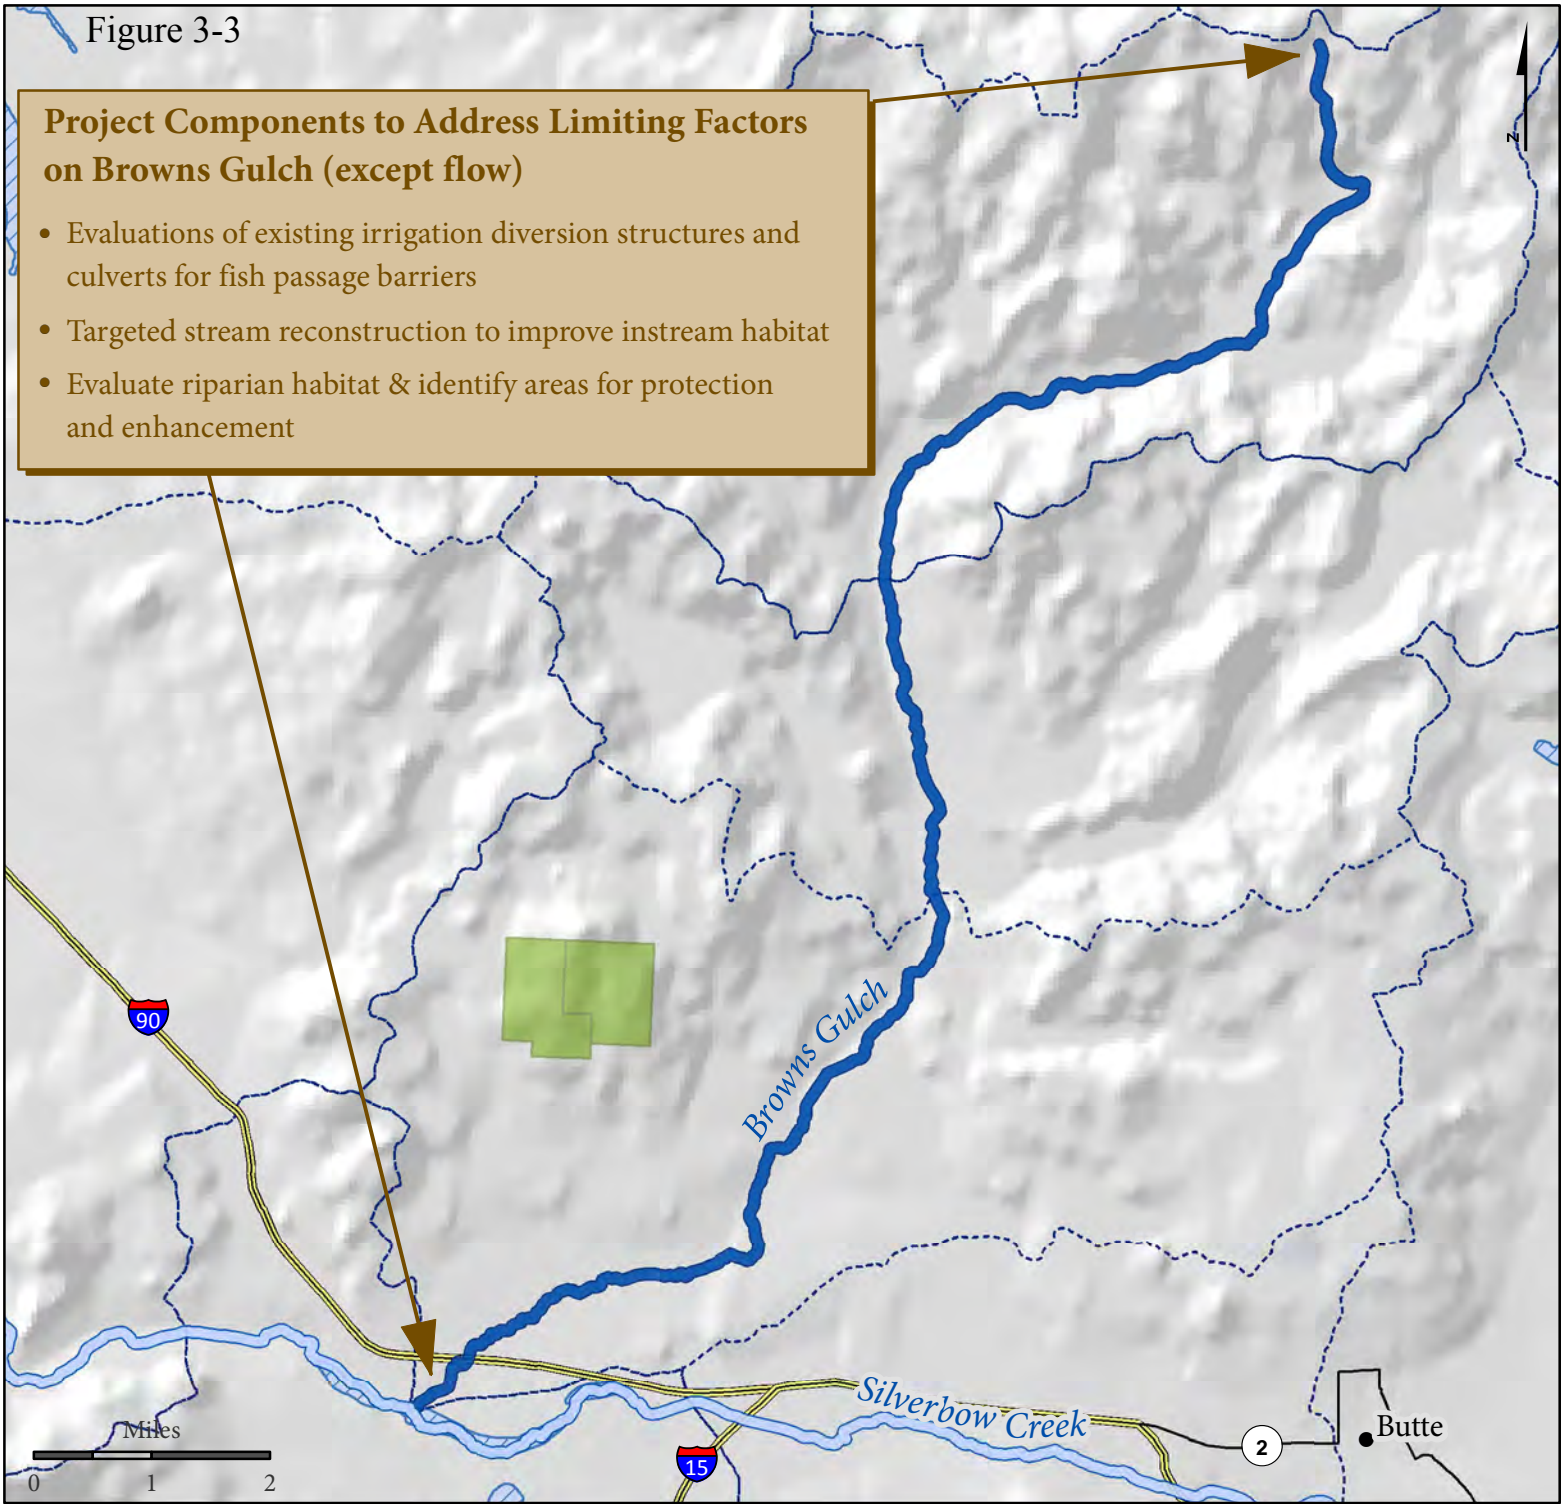 Figure 3-3
Project Components to Address Limiting Factors
on Browns Gulch (except flow)
• Evaluations of existing irrigation diversion structures and
culverts for fish passage barriers
• Targeted stream reconstruction to improve instream habitat
• Evaluate riparian habitat & identify areas for protection
and enhancement
N
90
Browns Gulch
Silverbow Creek
Butte
2
15
Miles
0 1 2